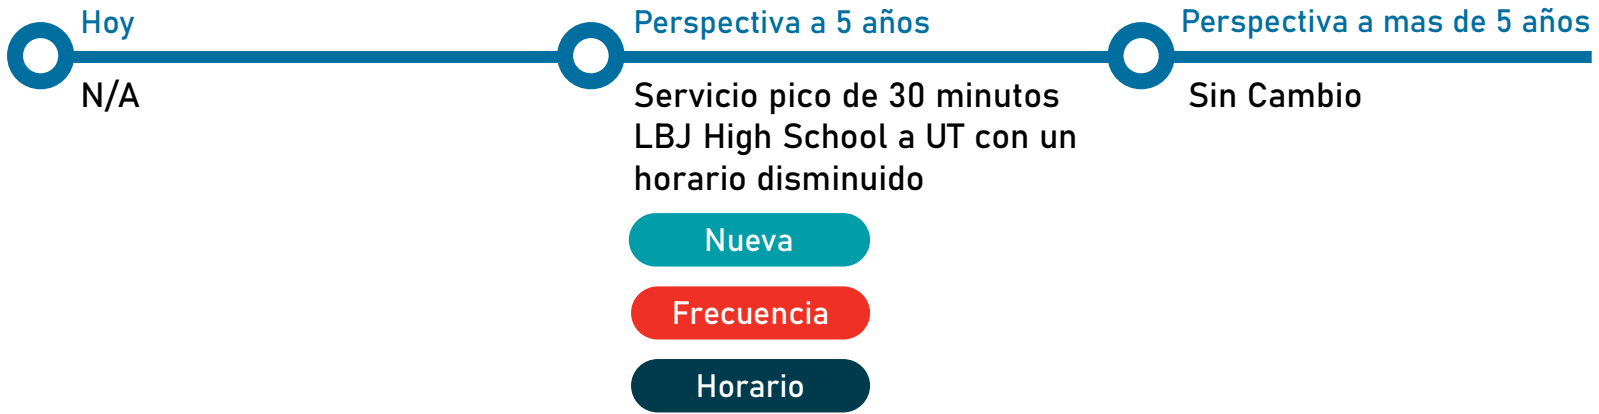 Hoy
N/A
Perspectiva a 5 años
Servicio pico de 30 minutos
LBJ High School a UT con un
horario disminuido
Nueva
Frecuencia
Horario
Perspectiva a mas de 5 años
Sin Cambio